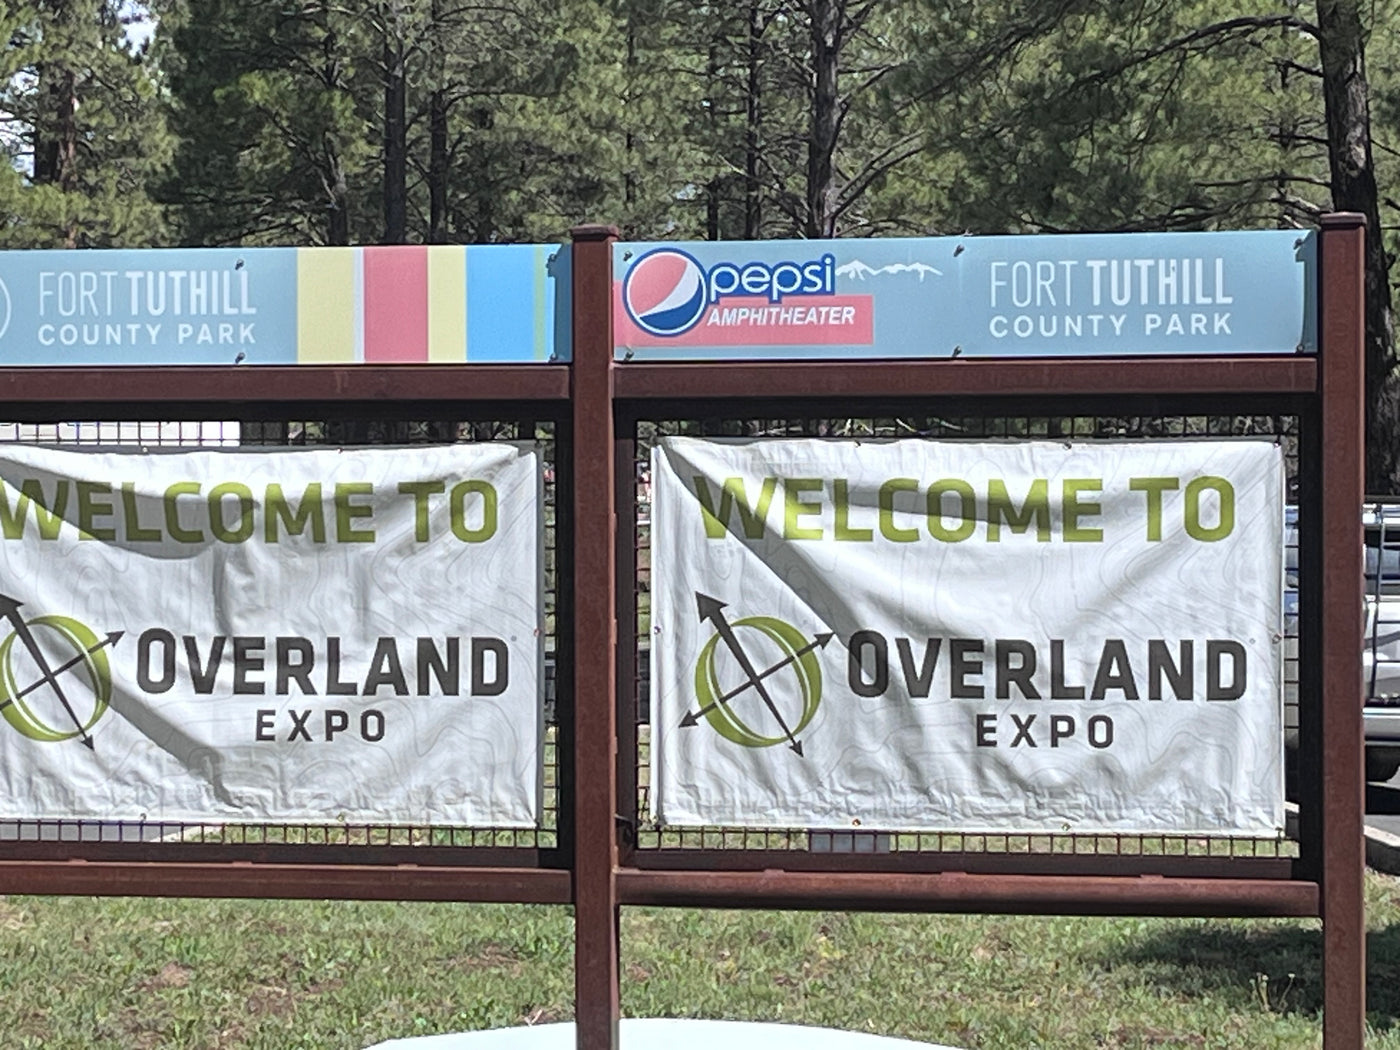 FORT TUTHILL
COUNTY PARK
WELCOME TO
OVERLAND
EXPO
pepsi
AMPHITHEATER
FORT TUTHILL
COUNTY PARK
WELCOME TO
OVERLAND
EXPO